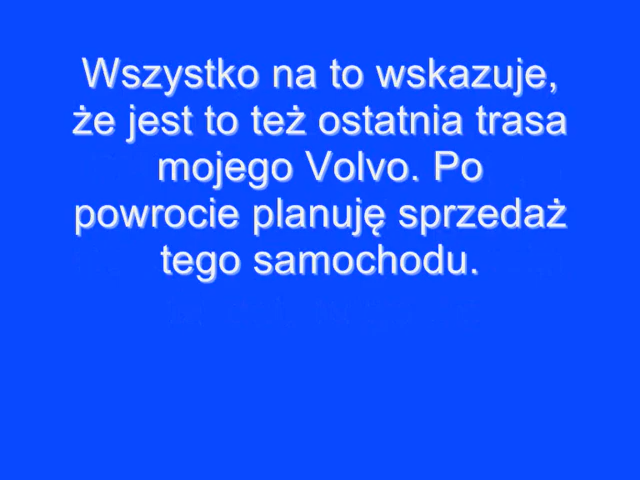 Wszystko na to wskazuje,
że jest to też ostatnia trasa
mojego Volvo. Po
powrocie planuję sprzedaż
tego samochodu.